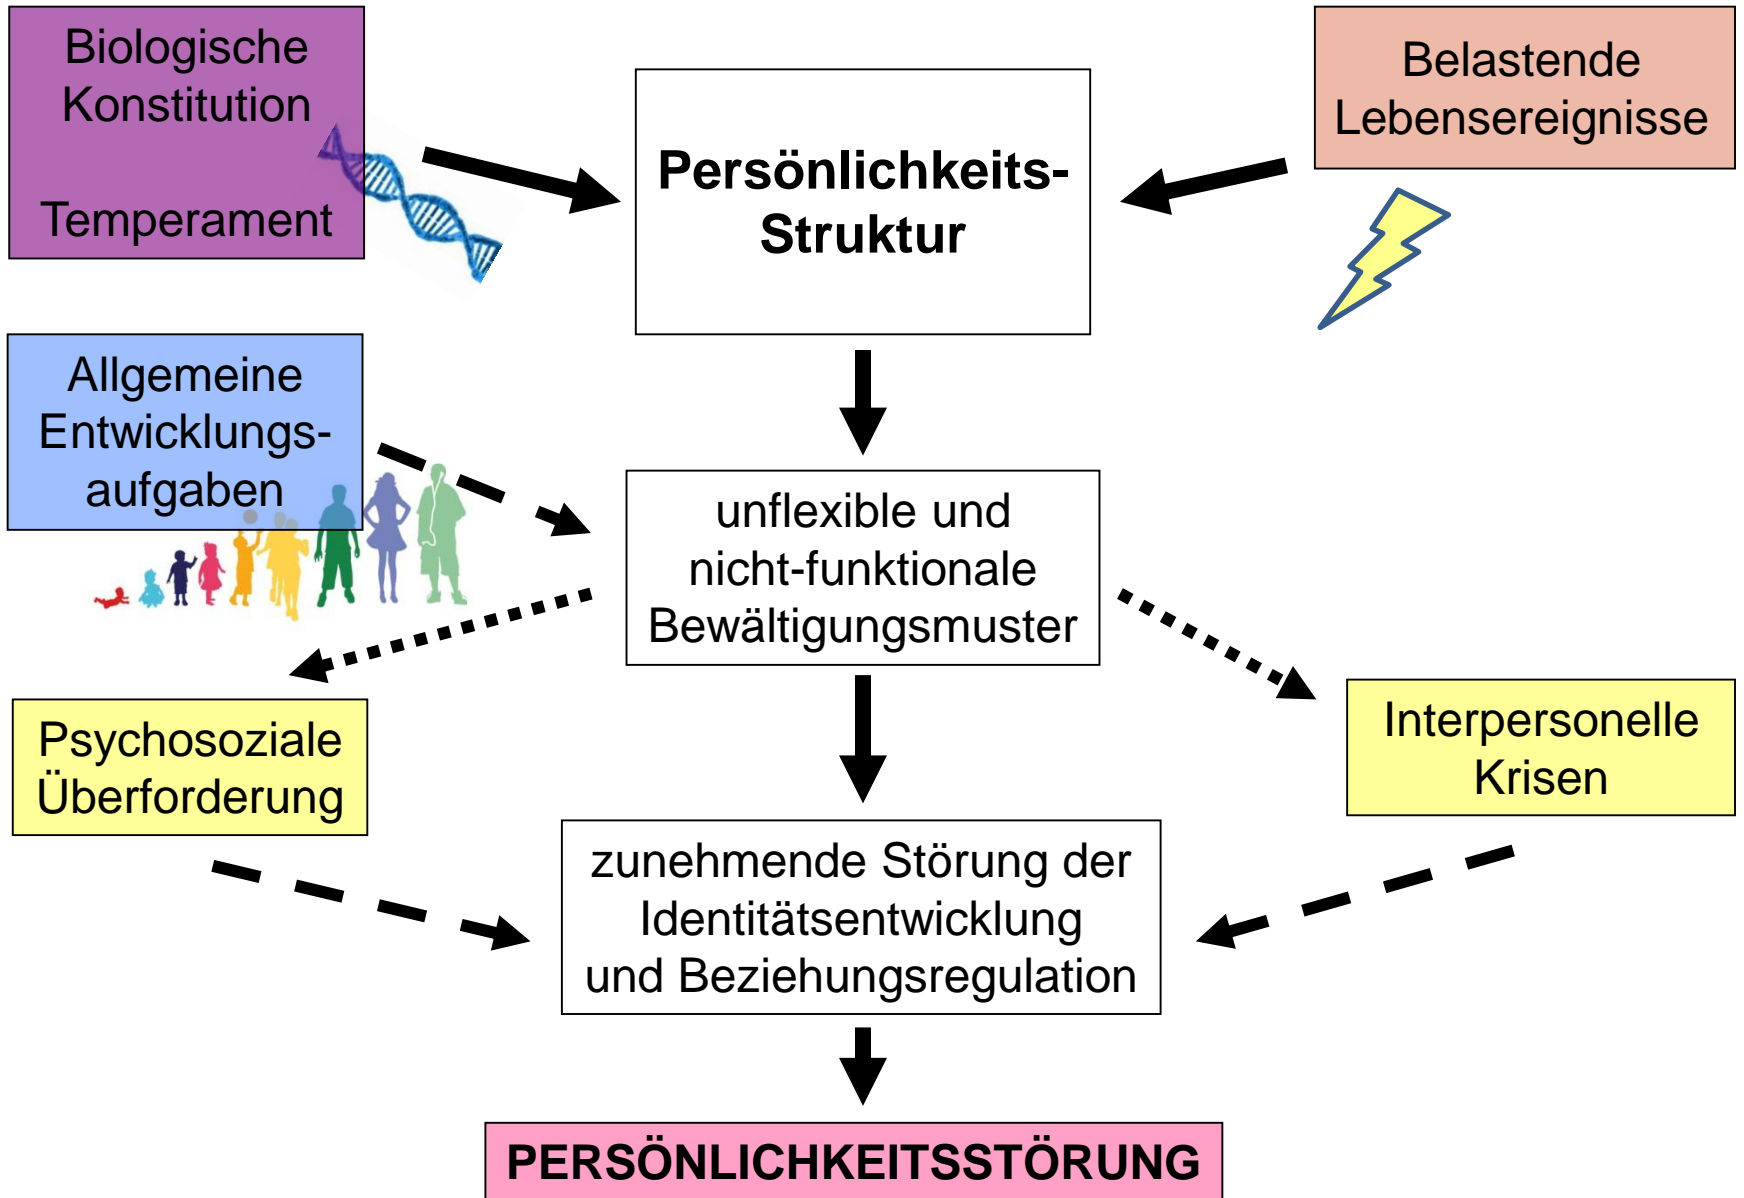 Biologische
Konstitution
Temperament
Persönlichkeits-
Struktur
Belastende
Lebensereignisse
Allgemeine
Entwicklungs-
aufgaben
unflexible und
nicht-funktionale
Bewältigungsmuster
Psychosoziale
Überforderung
Interpersonelle
Krisen
zunehmende Störung der
Identitätsentwicklung
und Beziehungsregulation
PERSÖNLICHKEITSSTÖRUNG